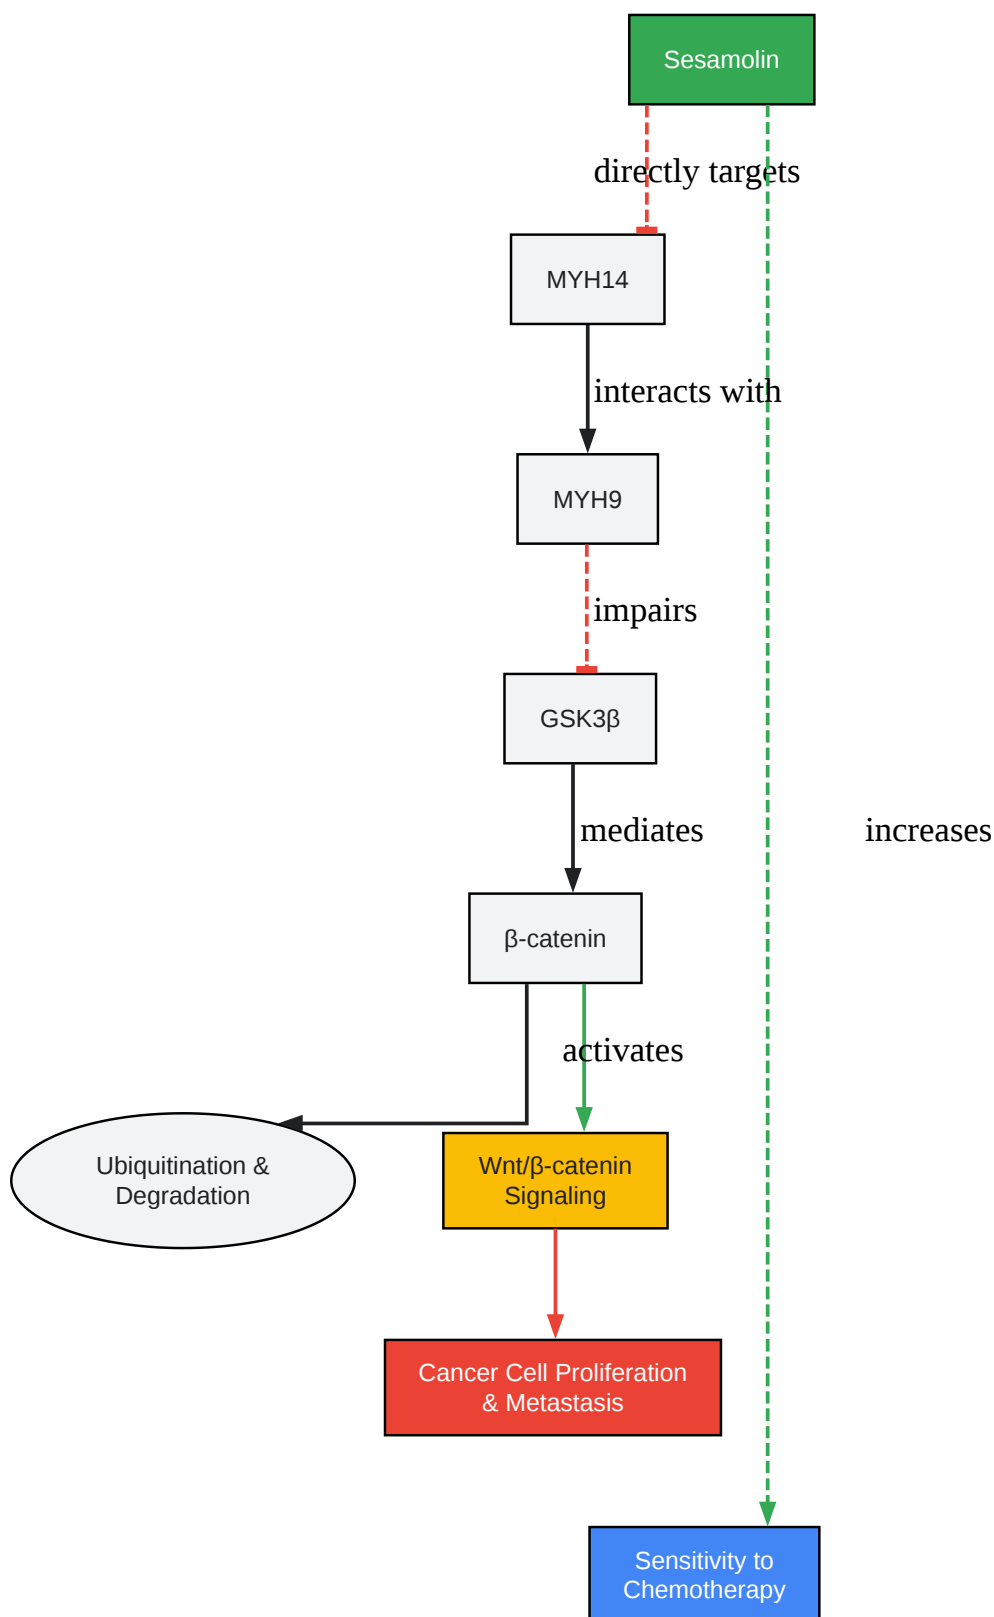 Sesamolin
directly targets
MYH14
interacts with
MYH9
impairs
GSK3β
mediates
increases
β-catenin
activates
Ubiquitination &
Degradation
Wnt/β-catenin
Signaling
Cancer Cell Proliferation
& Metastasis
Sensitivity to
Chemotherapy